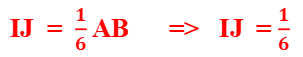 IJ = 1/6 AB => IJ = 1/6